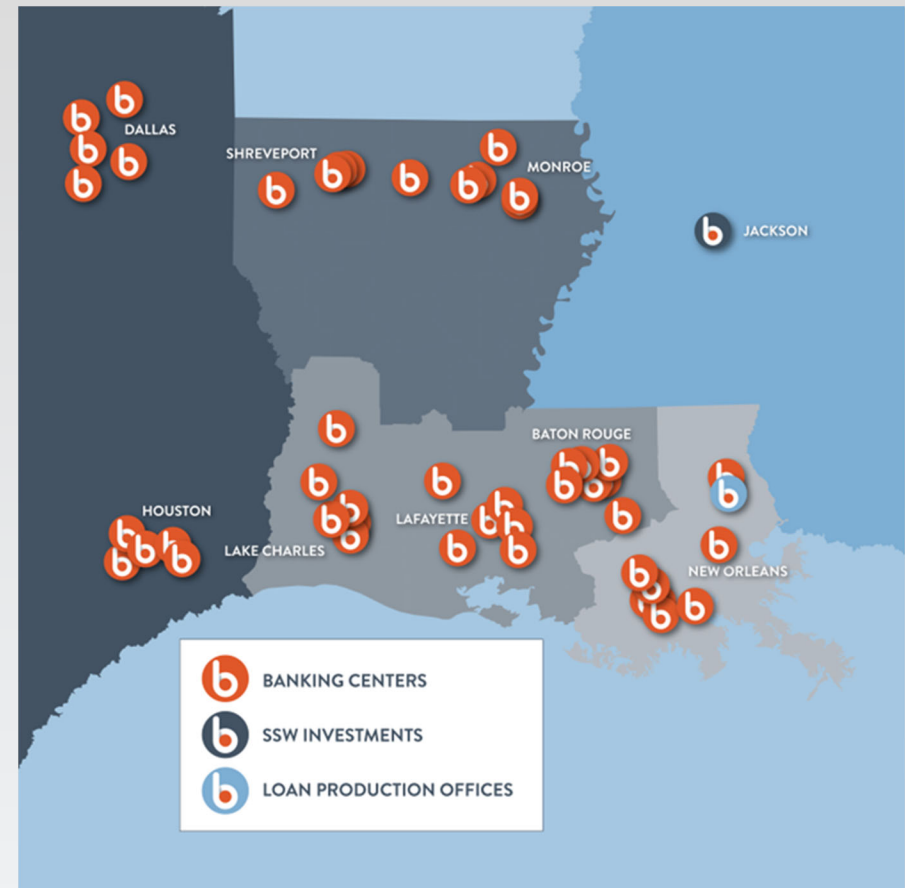 DALLAS
SHREVEPORT
MONROE
JACKSON
BATON ROUGE
HOUSTON
LAFAYETTE
LAKE CHARLES
NEW ORLEANS
b BANKING CENTERS
b SSW INVESTMENTS
b LOAN PRODUCTION OFFICES